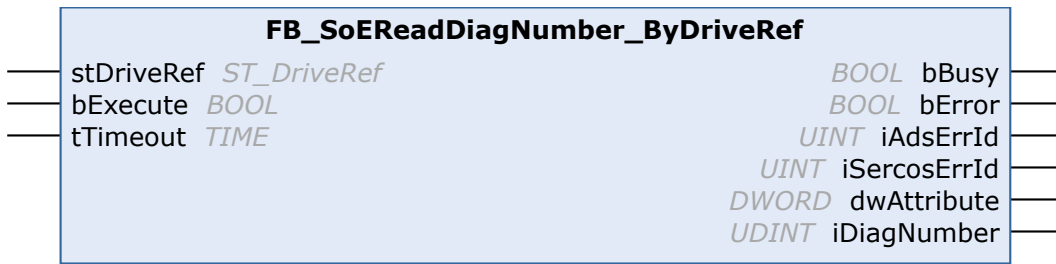 FB_SoEReadDiagNumber_ByDriveRef
stDriveRef ST_DriveRef BOOL bBusy
bExecute BOOL BOOL bError
tTimeout TIME UINT iAdsErrId
UINT iSercosErrId
DWORD dwAttribute
UDINT iDiagNumber